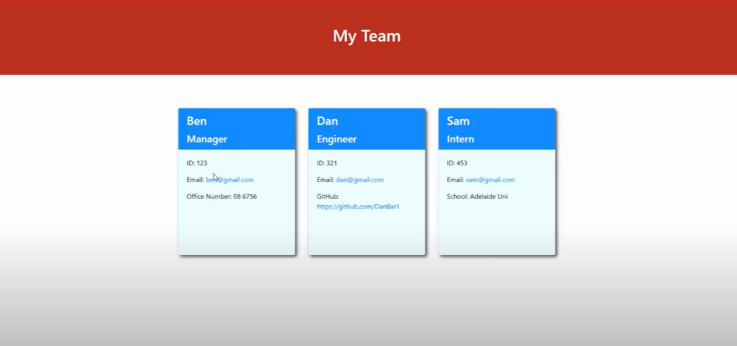 My Team
Ben
Manager
ID: 123
Email: ben@gmail.com
Office Number: 08 6756
Dan
Engineer
ID: 321
Email: dan@gmail.com
GitHub:
https://github.com/DanBar1
Sam
Intern
ID: 453
Email: sam@gmail.com
School: Adelaide Uni